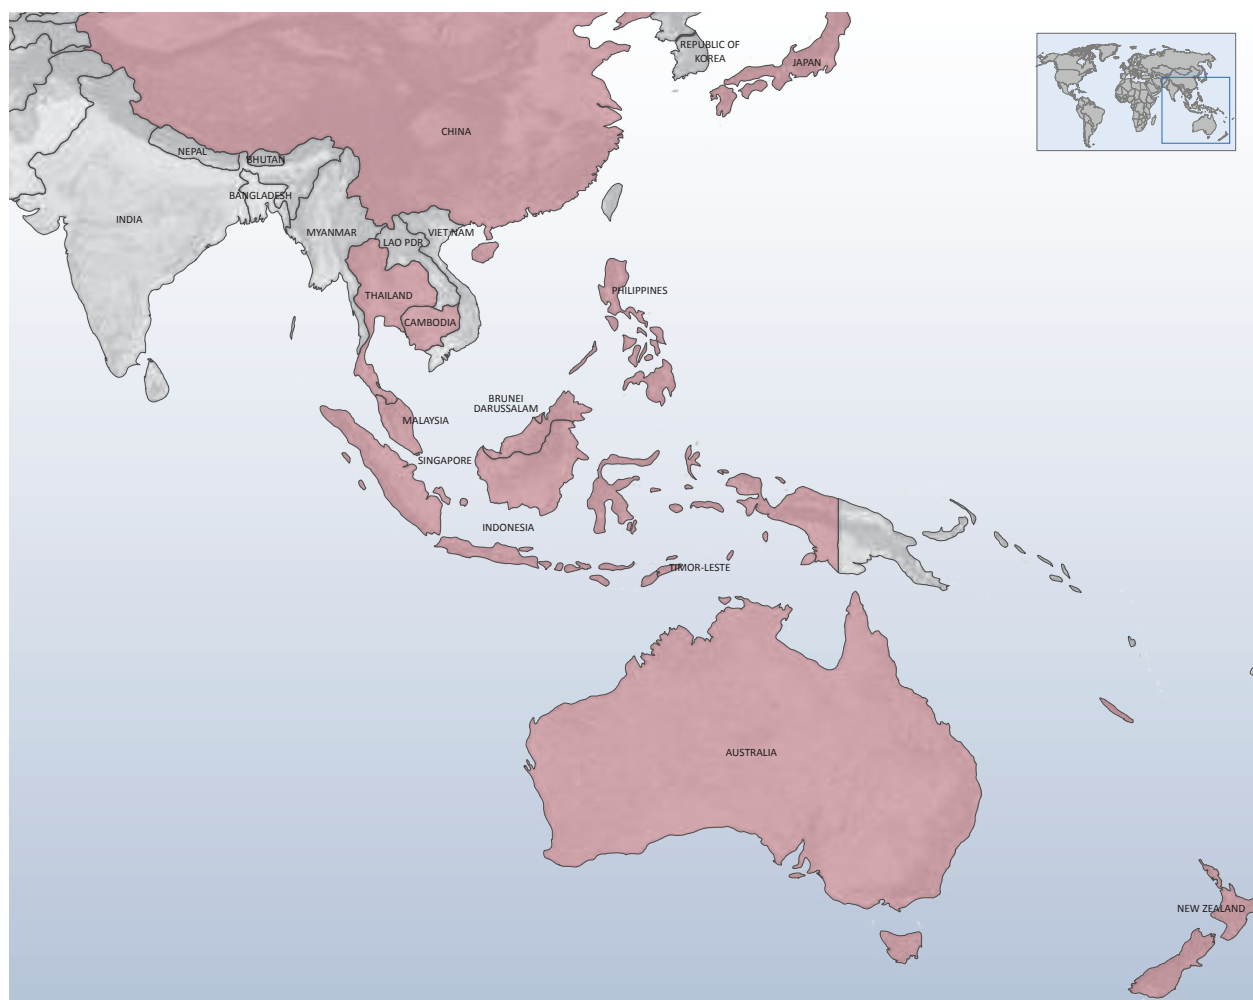 REPUBLIC OF
KOREA
JAPAN
CHINA
NEPAL
BHUTAN
BANGLADESH
INDIA
MYANMAR
LAO PDR
VIET NAM
THAILAND
CAMBODIA
PHILIPPINES
BRUNEI
DARUSSALAM
MALAYSIA
SINGAPORE
INDONESIA
TIMOR-LESTE
AUSTRALIA
NEW ZEALAND